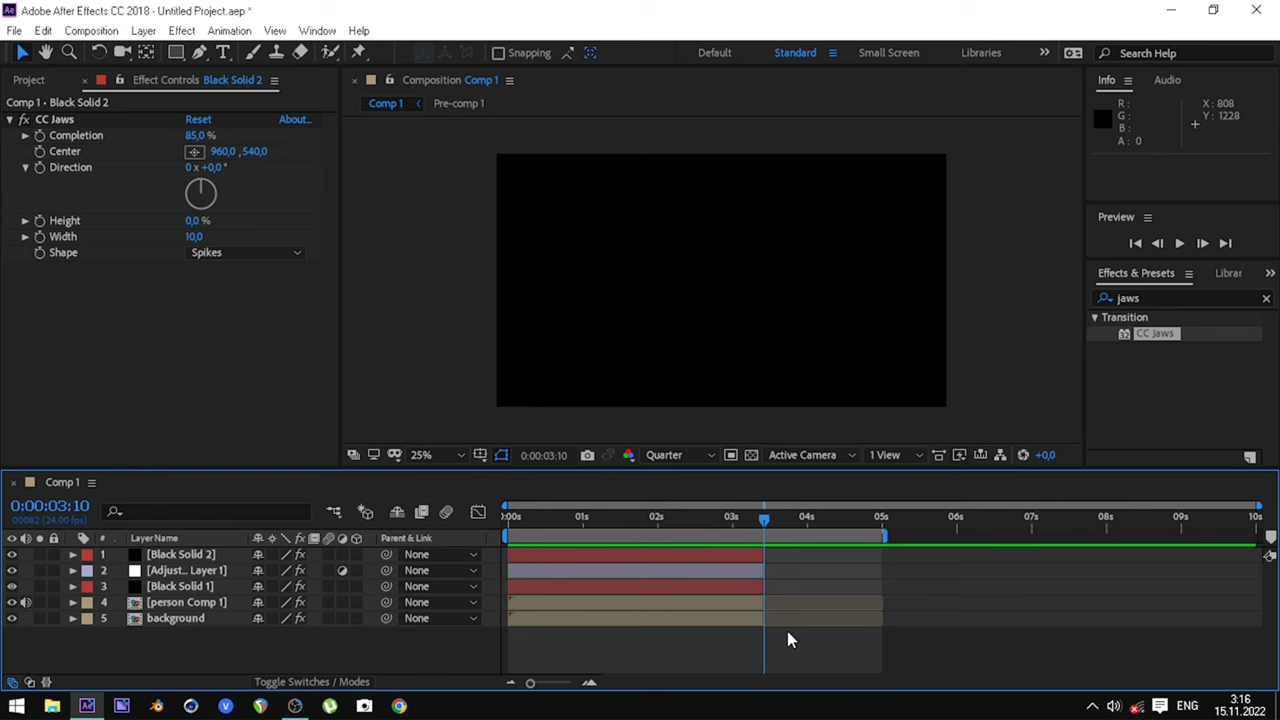 Adobe After Effects CC 2018 - Untitled Project.aep *
File Edit Composition Layer Effect Animation View Window Help
Snapping Default Standard Small Screen Libraries Search Help
Project Effect Controls Black Solid 2 Composition Comp 1 Info Audio
Comp 1 • Black Solid 2 Comp 1 Pre-comp 1
R : X : 808
G : Y : 1228
B :
A : 0
CC Jaws Reset About...
Completion 85,0 %
Center 960,0 ,540,0
Direction 0 x +0,0 °
Height 0,0 %
Width 10,0
Shape Spikes
Preview
Effects & Presets Librar
jaws
Transition
CC Jaws
25% 0:00:03:10 Quarter Active Camera 1 View +0,0
Comp 1
0:00:03:10
00082 (24.00 fps)
:00s 01s 02s 03s 04s 05s 06s 07s 08s 09s 10s
# Layer Name Parent & Link
1 [Black Solid 2] None
2 [Adjust... Layer 1] None
3 [Black Solid 1] None
4 [person Comp 1] None
5 background None
Toggle Switches / Modes
ENG 3:16
15.11.2022